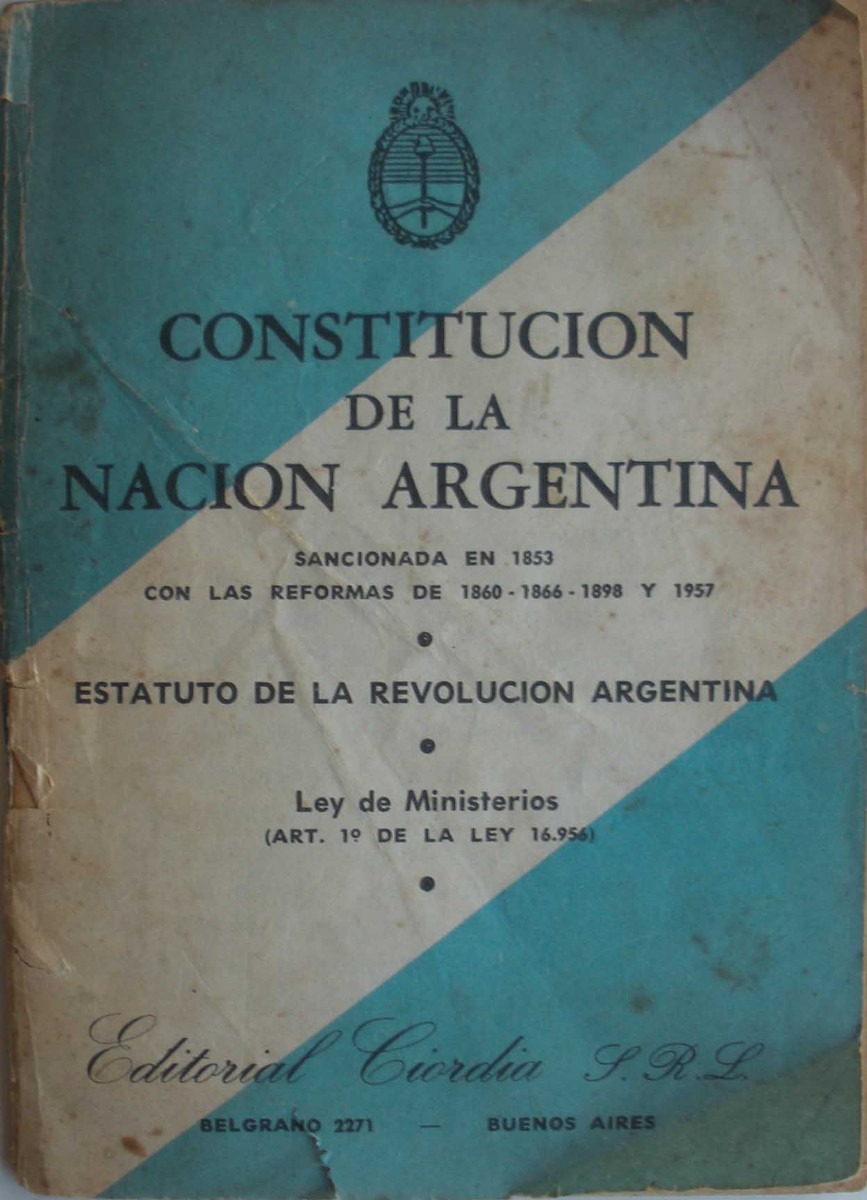 CONSTITUCION
DE LA
NACION ARGENTINA
SANCIONADA EN 1853
CON LAS REFORMAS DE 1860 - 1866 - 1898 Y 1957
ESTATUTO DE LA REVOLUCION ARGENTINA
Ley de Ministerios
(ART. 1º DE LA LEY 16.956)
Editorial Ciordia S. R. L.
BELGRANO 2271 — BUENOS AIRES